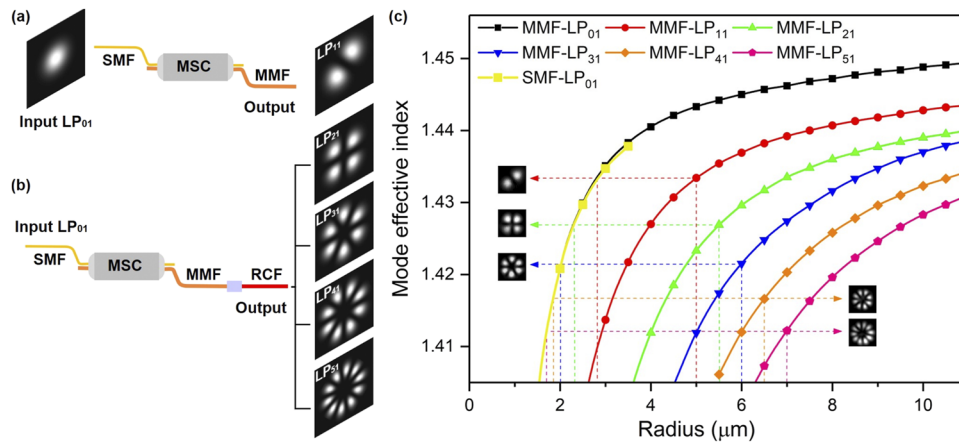 (a)
SMF
MSC
MMF
Output
Input LP01
LP11
LP21
LP31
LP41
LP51
(b)
Input LP01
SMF
MSC
MMF
RCF
Output
(c)
MMF-LP01
MMF-LP11
MMF-LP21
MMF-LP31
MMF-LP41
MMF-LP51
SMF-LP01
Mode effective index
1.45
1.44
1.43
1.42
1.41
0
2
4
6
8
10
Radius (μm)